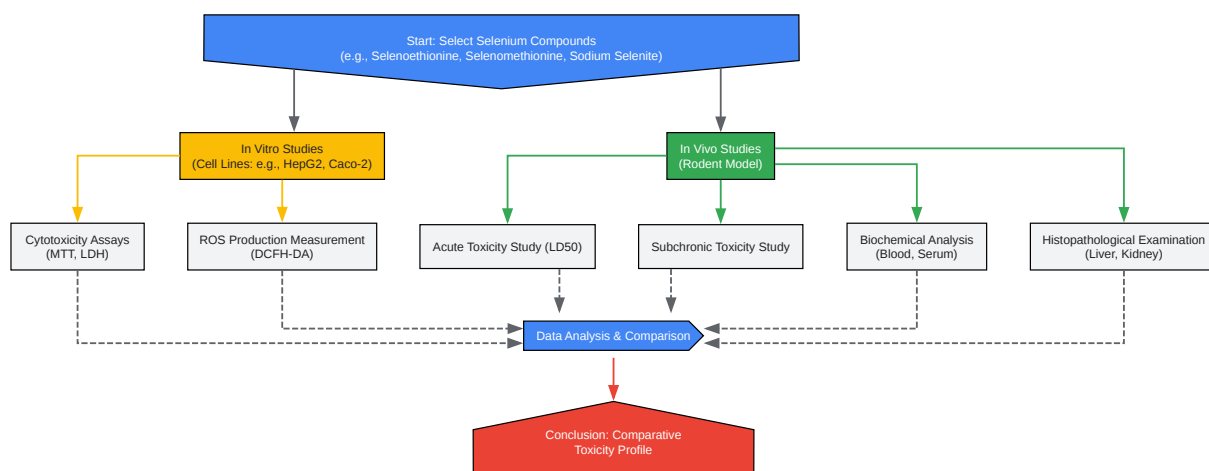 Start: Select Selenium Compounds
(e.g., Selenoethionine, Selenomethionine, Sodium Selenite)
In Vitro Studies
(Cell Lines: e.g., HepG2, Caco-2)
In Vivo Studies
(Rodent Model)
Cytotoxicity Assays
(MTT, LDH)
ROS Production Measurement
(DCFH-DA)
Acute Toxicity Study (LD50)
Subchronic Toxicity Study
Biochemical Analysis
(Blood, Serum)
Histopathological Examination
(Liver, Kidney)
Data Analysis & Comparison
Conclusion: Comparative
Toxicity Profile